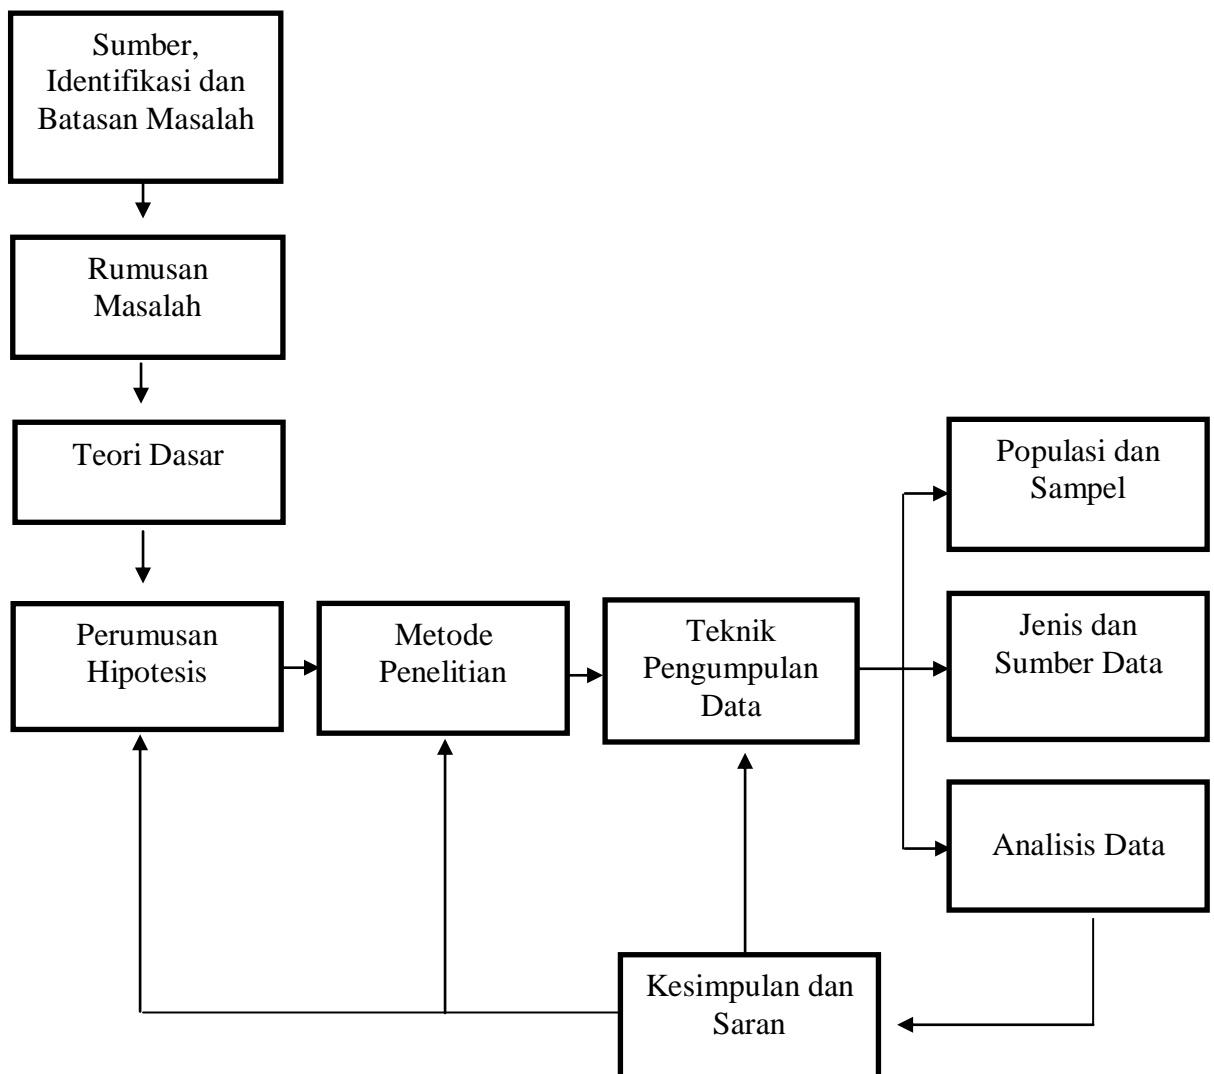 Sumber,
Identifikasi dan
Batasan Masalah
Rumusan
Masalah
Teori Dasar
Perumusan
Hipotesis
Metode
Penelitian
Teknik
Pengumpulan
Data
Populasi dan
Sampel
Jenis dan
Sumber Data
Analisis Data
Kesimpulan dan
Saran